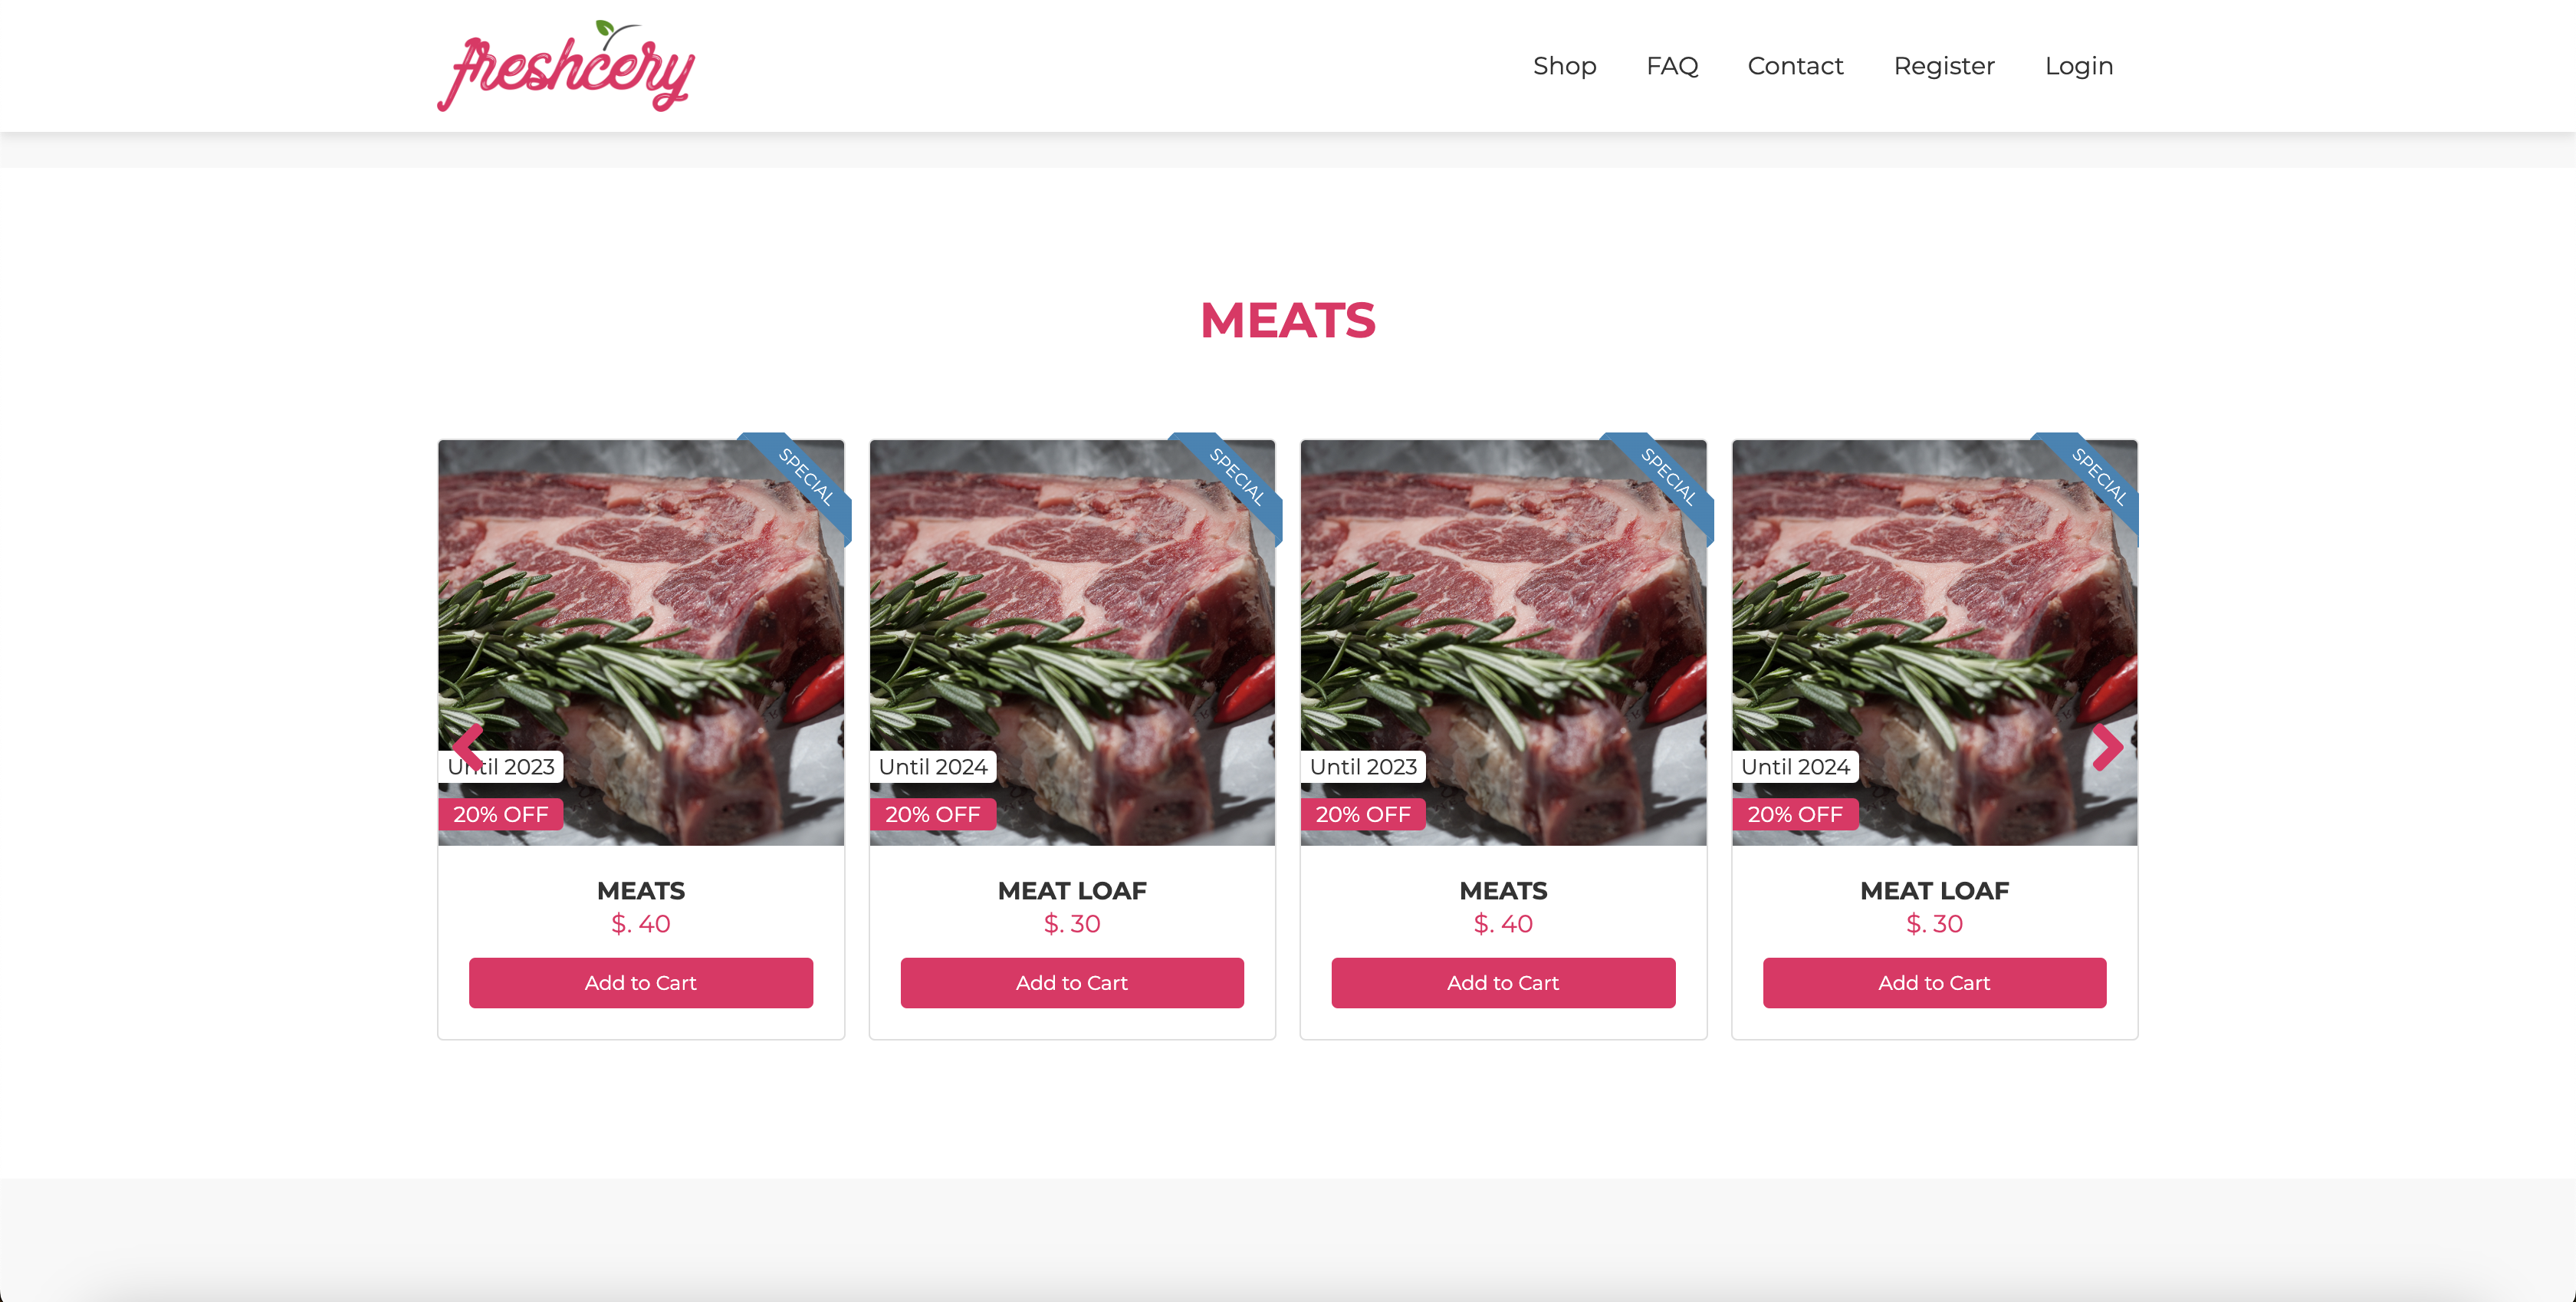 freshcery
Shop FAQ Contact Register Login
MEATS
SPECIAL
Until 2023
20% OFF
MEATS
$. 40
Add to Cart
SPECIAL
Until 2024
20% OFF
MEAT LOAF
$. 30
Add to Cart
SPECIAL
Until 2023
20% OFF
MEATS
$. 40
Add to Cart
SPECIAL
Until 2024
20% OFF
MEAT LOAF
$. 30
Add to Cart